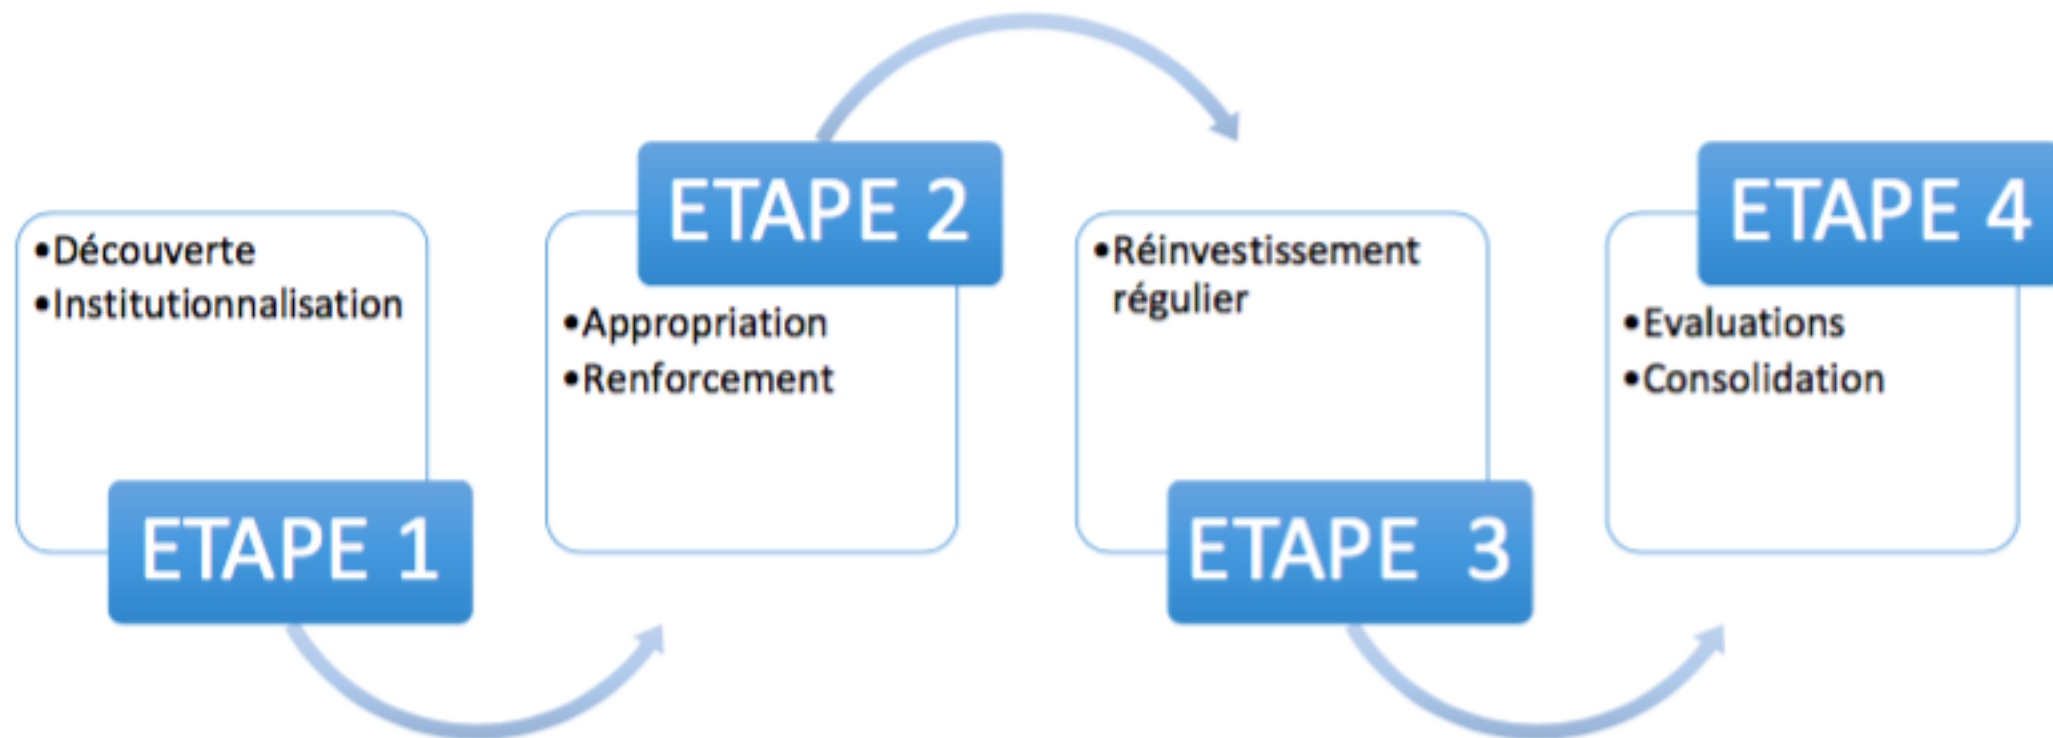 •Découverte
•Institutionnalisation
ETAPE 1
ETAPE 2
•Appropriation
•Renforcement
•Réinvestissement
régulier
ETAPE  3
ETAPE 4
•Evaluations
•Consolidation